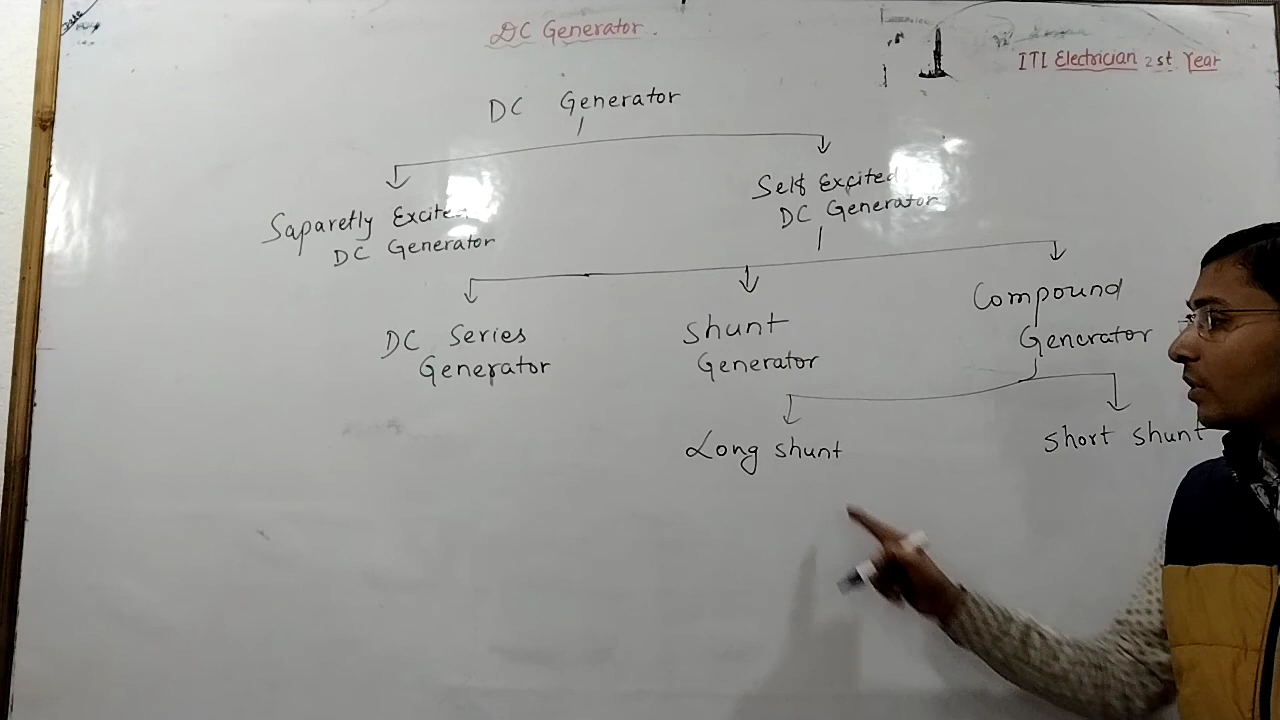 DC Generator.
ITI Electrician 2st Year
DC Generator
Saparetly Excited
DC Generator
Self Excited
DC Generator
DC Series
Generator
Shunt
Generator
Compound
Generator
Long shunt
Short shunt